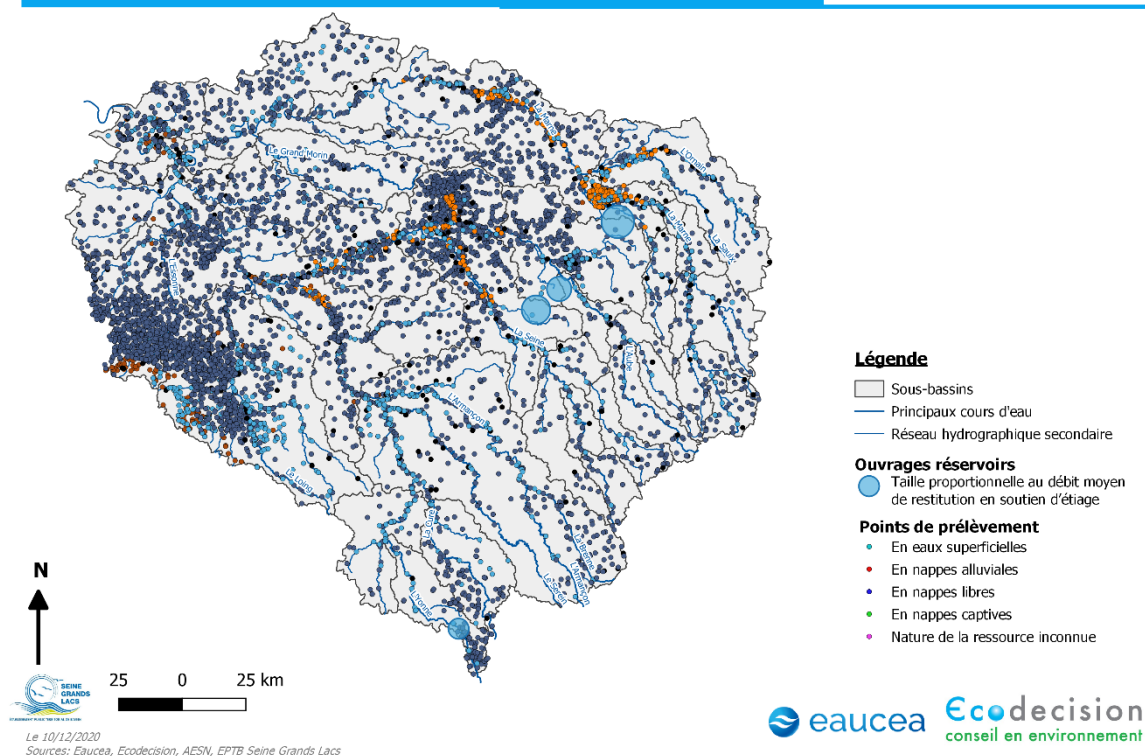 La Marne
L'Ornain
Le Grand Morin
La Marne
La Saulx
L'Essonne
La Seine
L'Aube
L'Armançon
Le Loing
La Cure
La Brenne
L'Armançon
Le Serein
L'Yonne
Légende
Sous-bassins
Principaux cours d'eau
Réseau hydrographique secondaire
Ouvrages réservoirs
Taille proportionnelle au débit moyen
de restitution en soutien d'étiage
Points de prélèvement
En eaux superficielles
En nappes alluviales
En nappes libres
En nappes captives
Nature de la ressource inconnue
N
25 0 25 km
SEINE
GRANDS
LACS
eaucea
Ecodecision
conseil en environnement
Le 10/12/2020
Sources: Eaucea, Ecodecision, AESN, EPTB Seine Grands Lacs